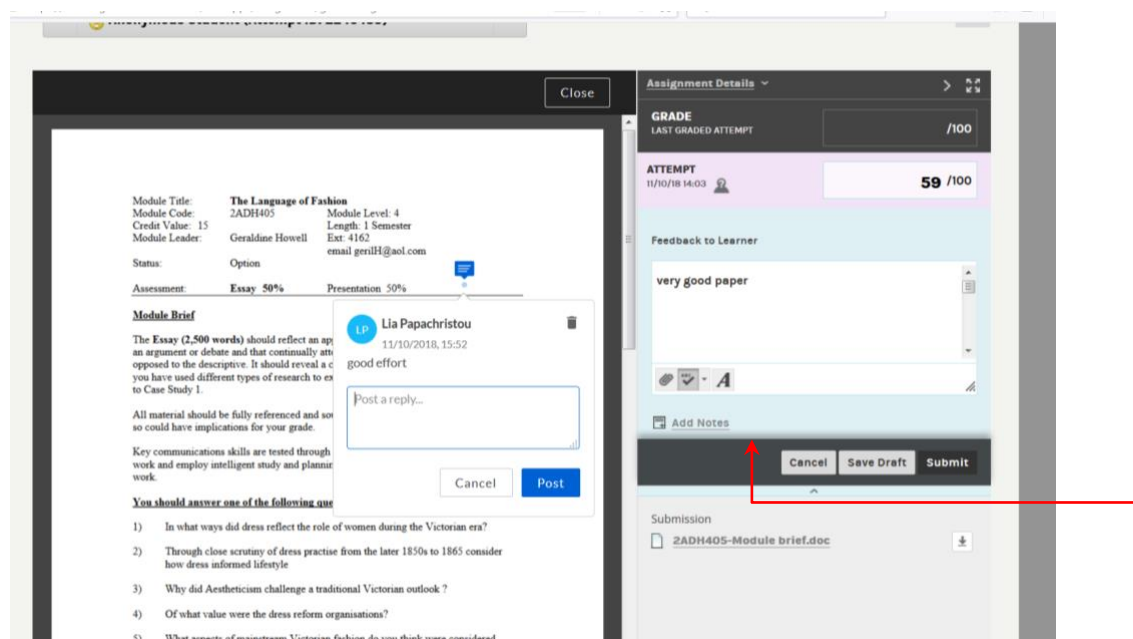 Close
Module Title: The Language of Fashion
Module Code: 2ADH405 Module Level: 4
Credit Value: 15 Length: 1 Semester
Module Leader: Geraldine Howell Ext: 4162
email gerilH@aol.com
Status: Option
Assessment: Essay 50% Presentation 50%
Module Brief
The Essay (2,500 words) should reflect an
an argument or debate and that continually
opposed to the descriptive. It should reveal a
you have used different types of research to
to Case Study 1.
All material should be fully referenced and
so could have implications for your grade.
Key communications skills are tested through
work and employ intelligent study and
work.
You should answer one of the following
1) In what ways did dress reflect the role of women during the Victorian era?
2) Through close scrutiny of dress practise from the later 1850s to 1865 consider
how dress informed lifestyle
3) Why did Aestheticism challenge a traditional Victorian outlook ?
4) Of what value were the dress reform organisations?
LP Lia Papachristou
11/10/2018, 15:52
good effort
Post a reply...
Cancel Post
Assignment Details
GRADE
LAST GRADED ATTEMPT /100
ATTEMPT
11/10/18 14:03 59 /100
Feedback to Learner
very good paper
A
Add Notes
Cancel Save Draft Submit
Submission
2ADH405-Module brief.doc